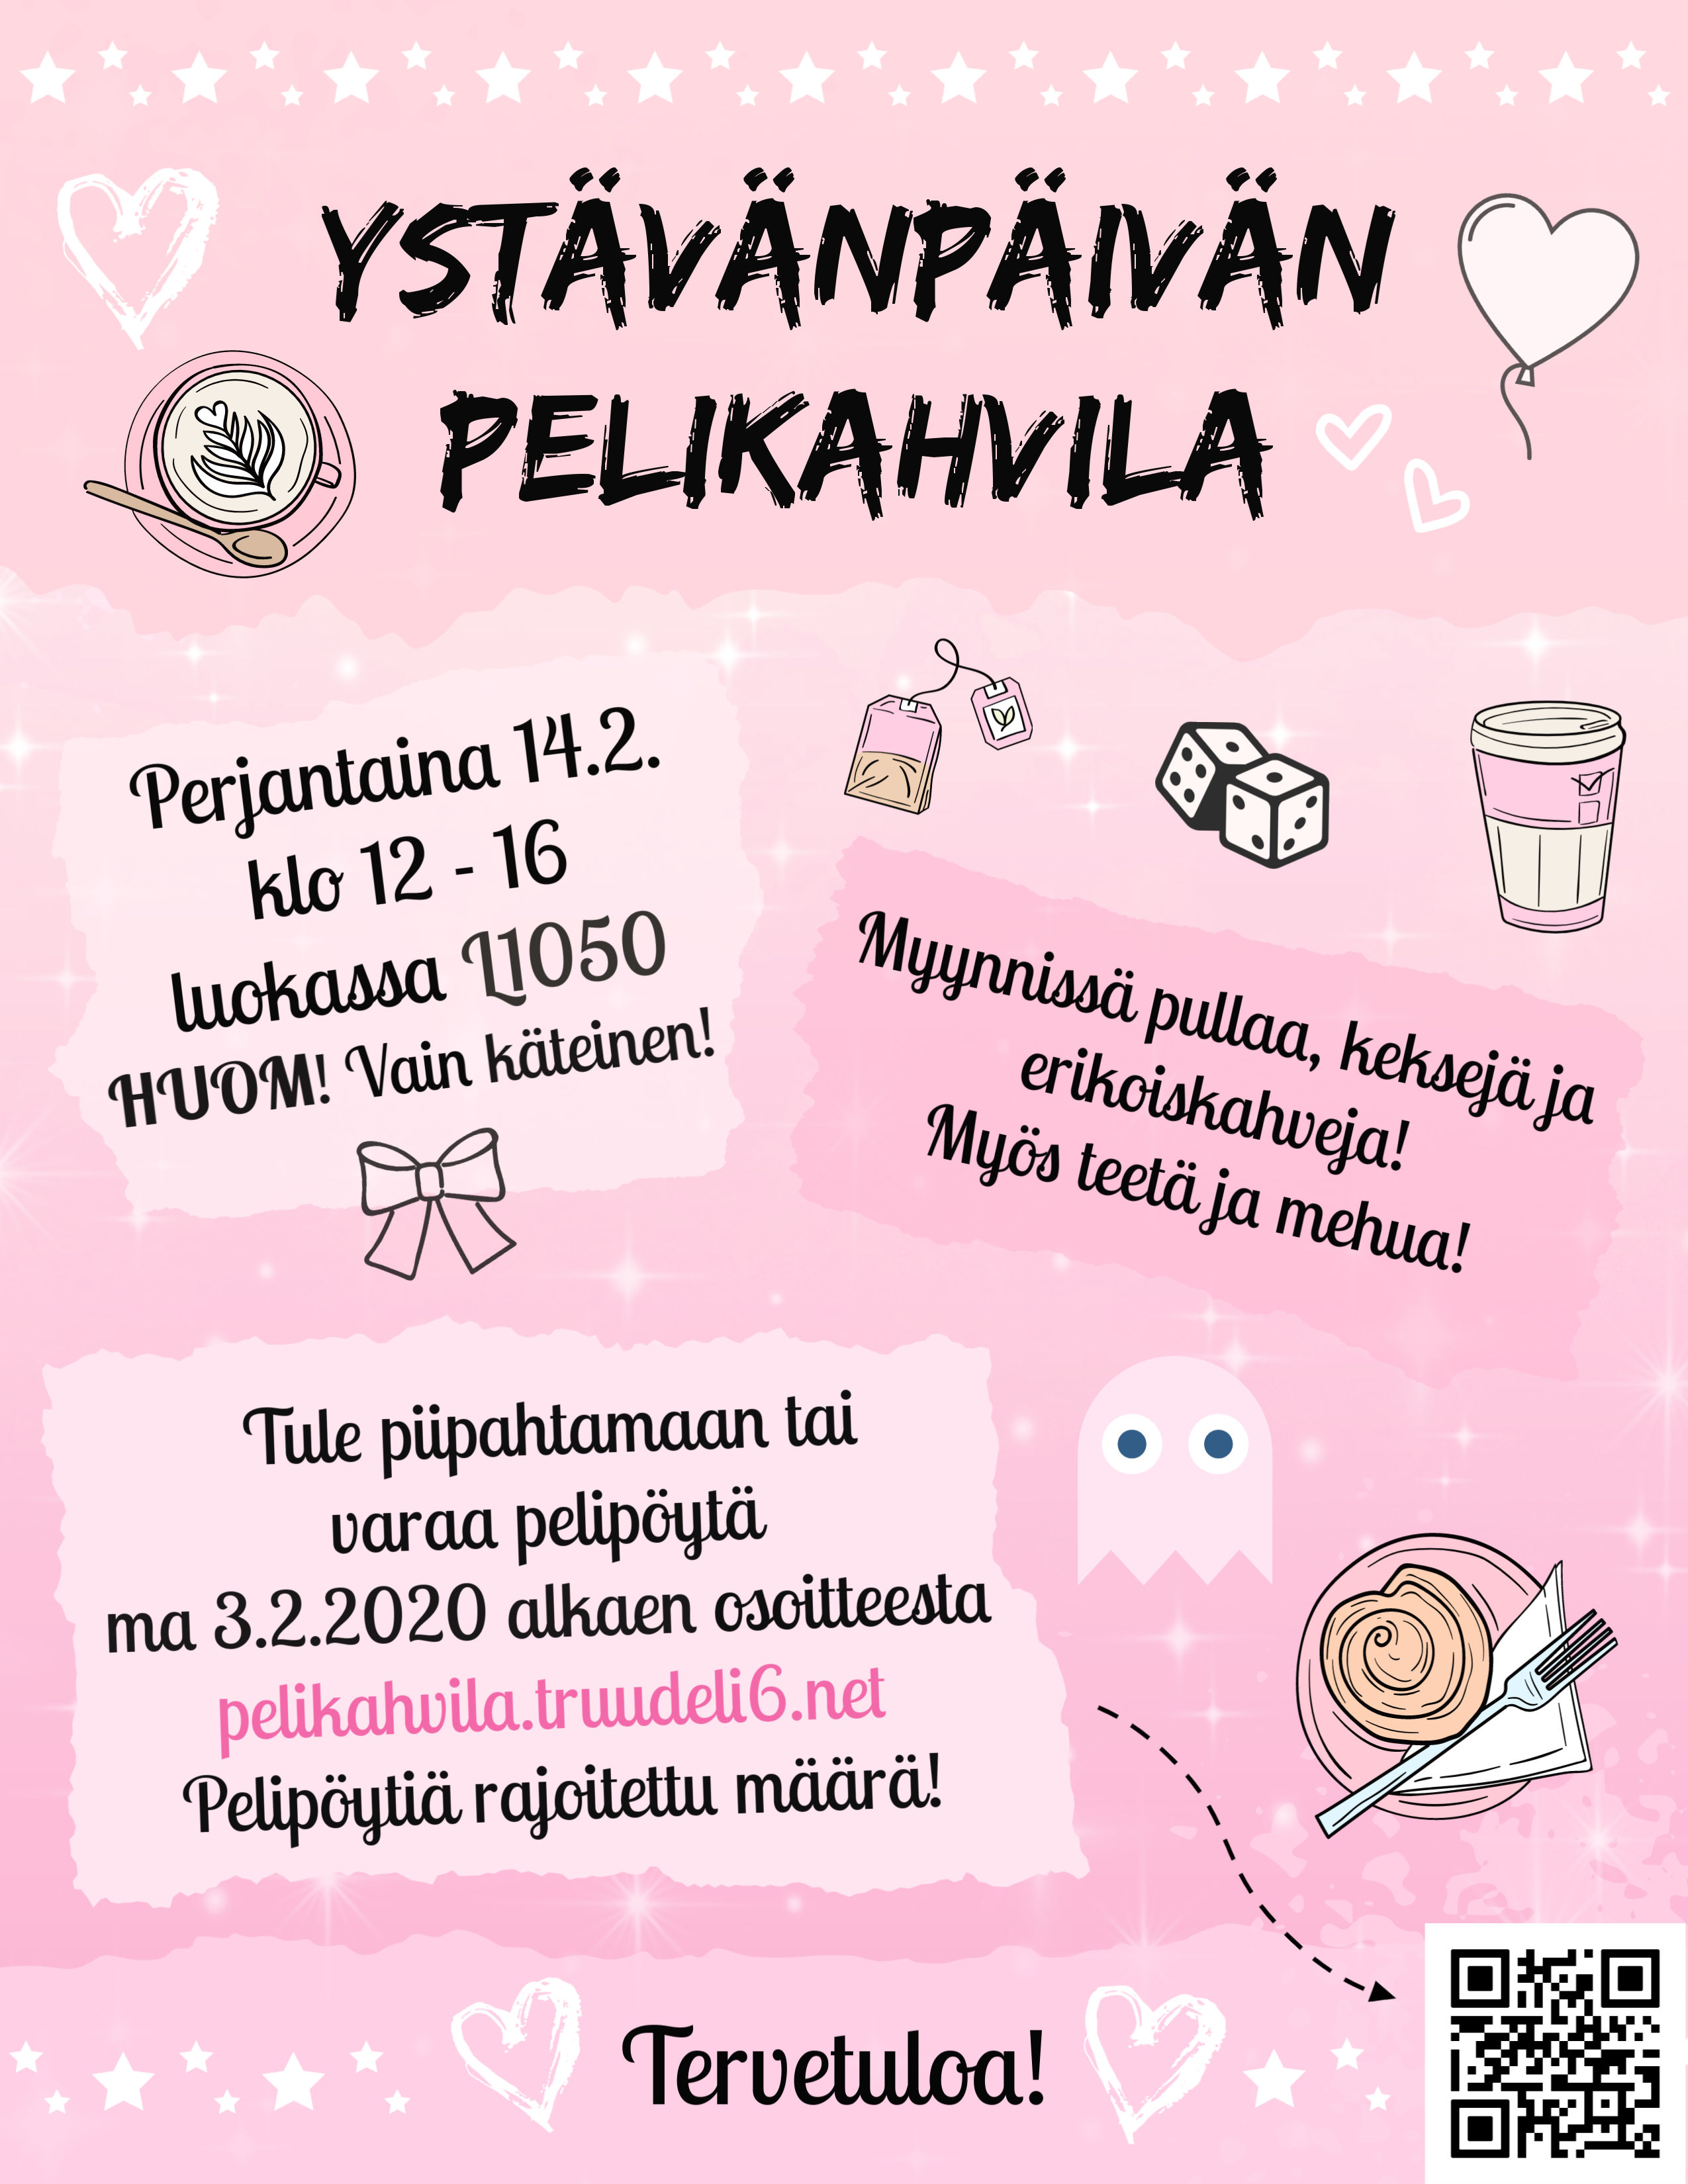 YSTÄVÄNPÄIVÄN
PELIKAHVILA
Perjantaina 14.2.
klo 12 - 16
luokassa L1050
HUOM! Vain käteinen!
Myynnissä pullaa, keksejä ja
erikoiskahveja!
Myös teetä ja mehua!
Tule piipahtamaan tai
varaa pelipöytä
ma 3.2.2020 alkaen osoitteesta
pelikahvila.truudeli6.net
Pelipöytiä rajoitettu määrä!
Tervetuloa!